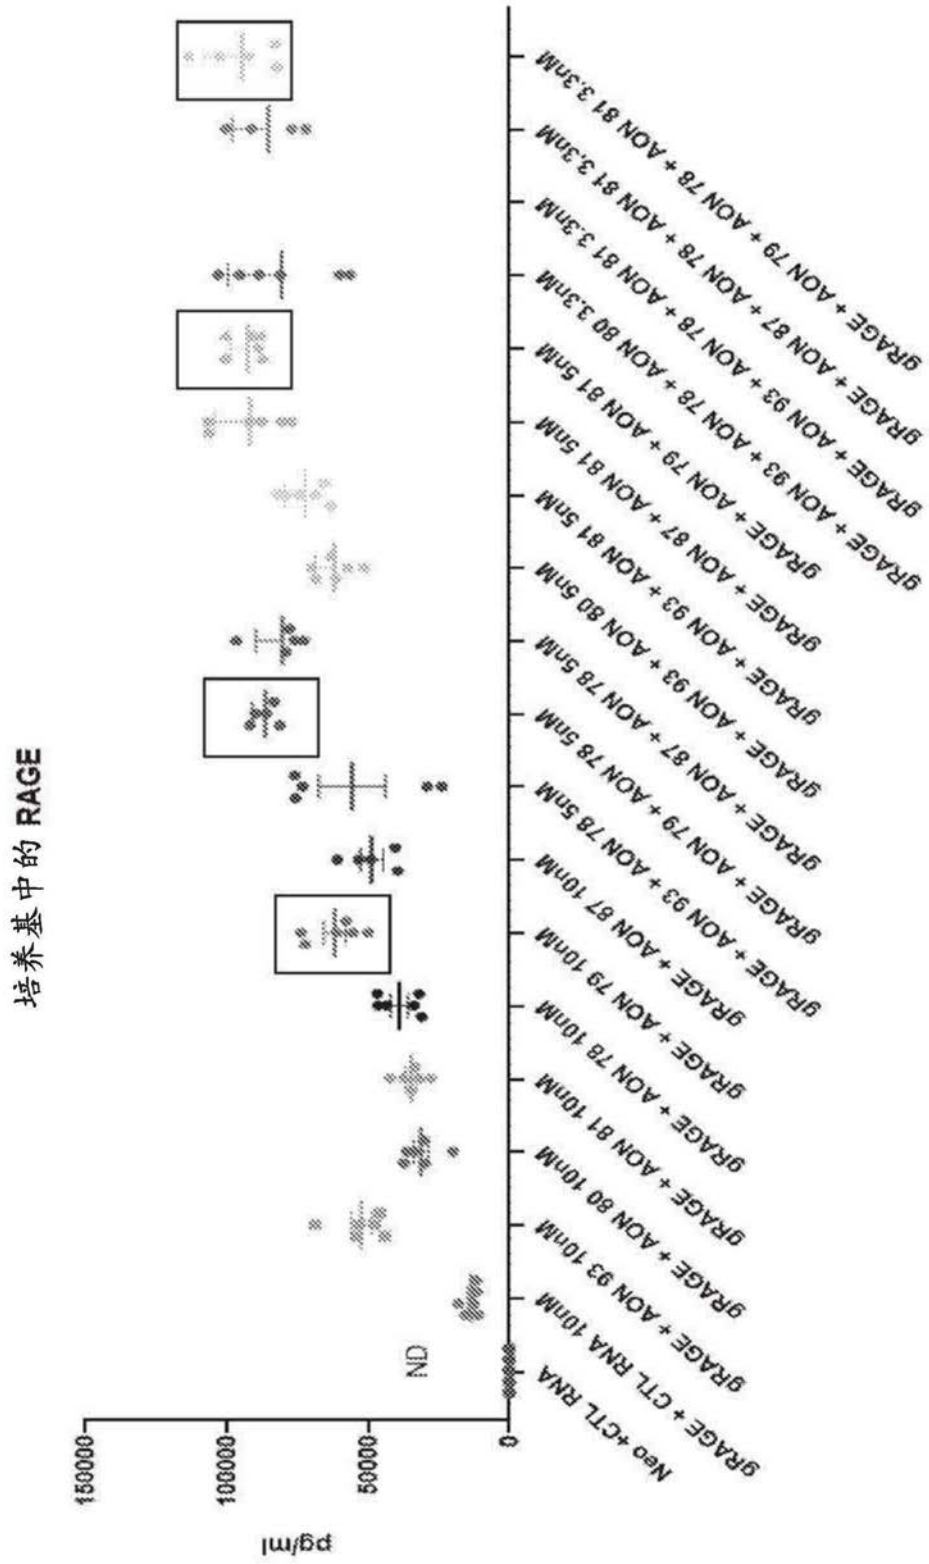 培养基中的 RAGE
pg/ml
150000
100000
50000
0
ND
Neo +CTL RNA
gRAGE + CTL RNA 10nM
gRAGE + AON 93 10nM
gRAGE + AON 80 10nM
gRAGE + AON 81 10nM
gRAGE + AON 78 10nM
gRAGE + AON 79 10nM
gRAGE + AON 87 10nM
gRAGE + AON 93 + AON 78 5nM
gRAGE + AON 79 + AON 78 5nM
gRAGE + AON 87 + AON 78 5nM
gRAGE + AON 93 + AON 80 5nM
gRAGE + AON 93 + AON 81 5nM
gRAGE + AON 87 + AON 81 5nM
gRAGE + AON 79 + AON 81 5nM
gRAGE + AON 93 + AON 78 + AON 80 3.3nM
gRAGE + AON 93 + AON 78 + AON 81 3.3nM
gRAGE + AON 87 + AON 78 + AON 81 3.3nM
gRAGE + AON 79 + AON 78 + AON 81 3.3nM